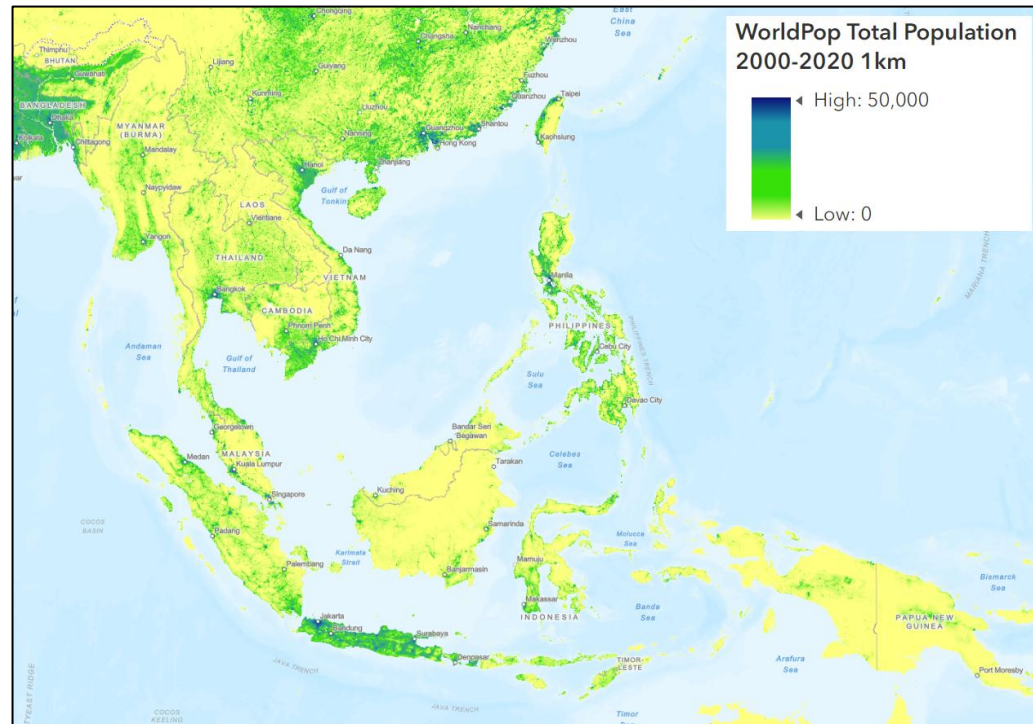 WorldPop Total Population
2000-2020 1km
High: 50,000
Low: 0
Chongqing
Nanchang
East
China
Sea
Changsha
Wenzhou
Thimphu
BHUTAN
Lijiang
Guiyang
Guwahati
Fuzhou
Kunming
Quanzhou
Taipei
BANGLADESH
Liuzhou
Dhaka
MYANMAR
(BURMA)
Guangzhou
Shantou
Kolkata
Nanning
Chittagong
Hong Kong
Kaohsiung
Mandalay
Zhanjiang
Hanoi
Naypyidaw
Gulf of
Tonkin
LAOS
Vientiane
Yangon
Da Nang
THAILAND
VIETNAM
MARIANA TRENCH
Manila
Bangkok
CAMBODIA
PHILIPPINES
Phnom Penh
Ho Chi Minh City
Andaman
Sea
Gulf of
Thailand
Cebu City
PHILIPPINES TRENCH
Sulu
Sea
Davao City
Georgetown
Bandar Seri
Begawan
MALAYSIA
Medan
Kuala Lumpur
Celebes
Sea
Tarakan
Kuching
Singapore
COCOS
BASIN
Padang
Samarinda
Molucca
Sea
Karimata
Strait
Mamuju
Palembang
Banjarmasin
Bismarck
Sea
Makassar
Banda
Sea
Jakarta
INDONESIA
PAPUA NEW
GUINEA
Bandung
Surabaya
Denpasar
TIMOR-
LESTE
Arafura
Sea
JAVA TRENCH
Port Moresby
JAVA TRENCH
COCOS
KEELING
Timor